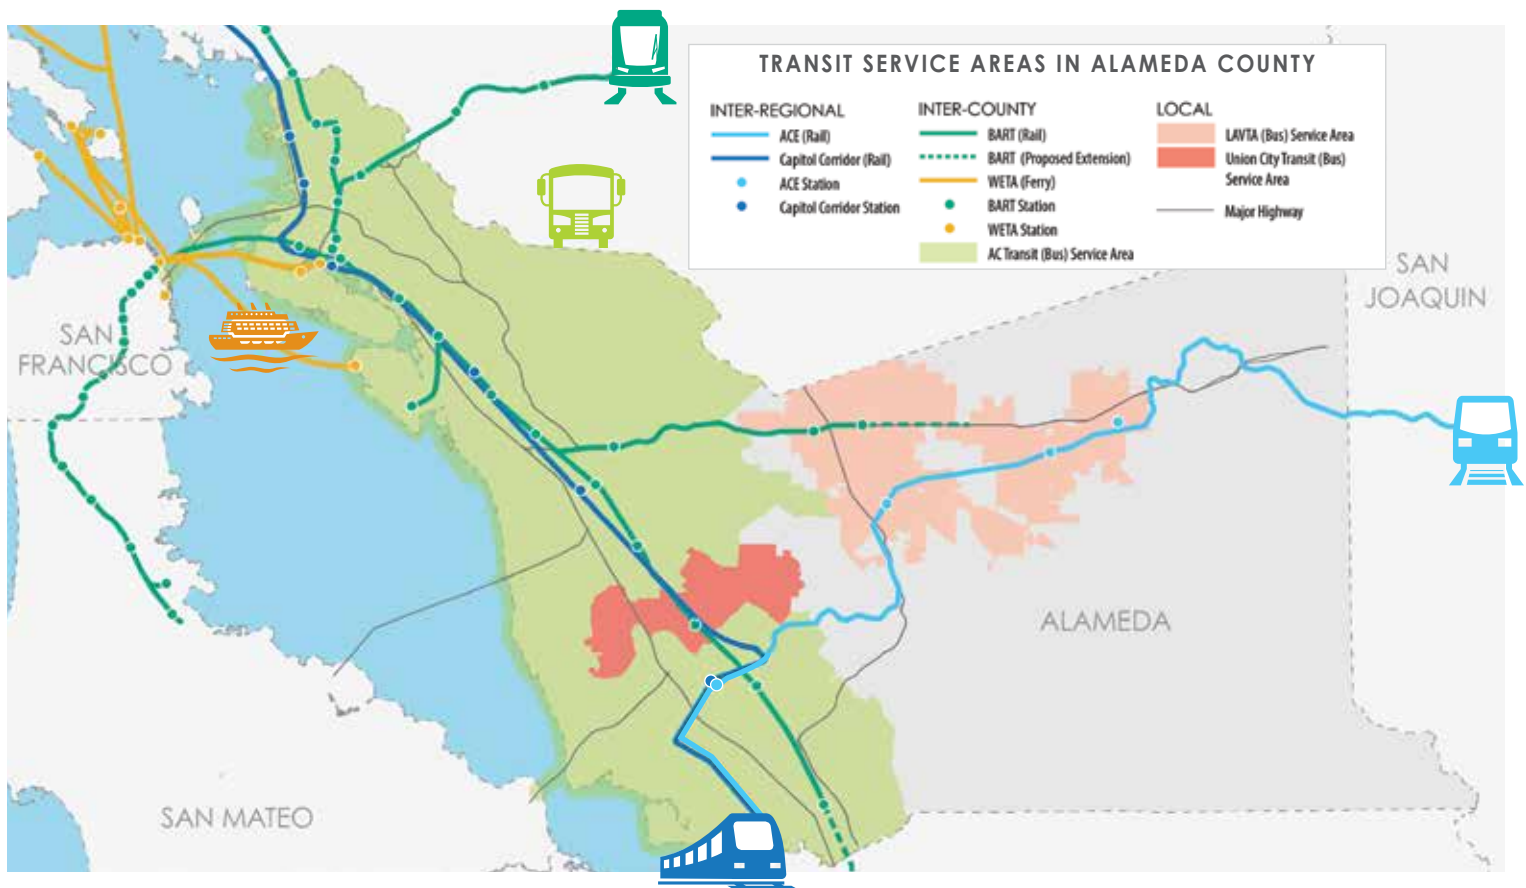 TRANSIT SERVICE AREAS IN ALAMEDA COUNTY
INTER-REGIONAL
ACE (Rail)
Capitol Corridor (Rail)
ACE Station
Capitol Corridor Station
INTER-COUNTY
BART (Rail)
BART (Proposed Extension)
WETA (Ferry)
BART Station
WETA Station
AC Transit (Bus) Service Area
LOCAL
LAVTA (Bus) Service Area
Union City Transit (Bus)
Service Area
Major Highway
SAN
JOAQUIN
SAN
FRANCISCO
ALAMEDA
SAN MATEO